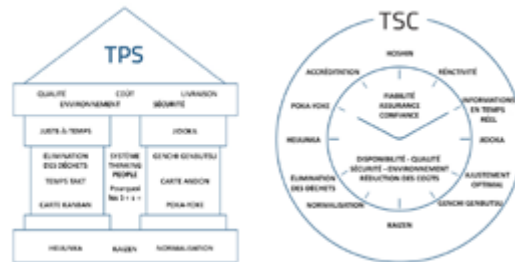 TPS
QUALITÉ COÛT LIVRAISON
ENVIRONNEMENT SÉCURITÉ
JUSTE-À-TEMPS
JIDOKA
ÉLIMINATION
DES DÉCHETS
TEMPS TAKT
CARTE KANBAN
SYSTÈME
THINKING
PEOPLE
Pourquoi
GENCHI GENBUTSU
CARTE ANDON
POKA-YOKE
HEIJUNKA KAIZEN NORMALISATION
TSC
HOSHIN
RÉACTIVITÉ
INFORMATIONS
EN TEMPS
RÉEL
JIDOKA
AJUSTEMENT
OPTIMAL
GENCHI GENBUTSU
KAIZEN
NORMALISATION
ÉLIMINATION
DES DÉCHETS
HEIJUNKA
POKA-YOKE
ACCRÉDITATION
FIABILITÉ
ASSURANCE
CONFIANCE
DISPONIBILITÉ - QUALITÉ
SÉCURITÉ - ENVIRONNEMENT
RÉDUCTION DES COÛTS